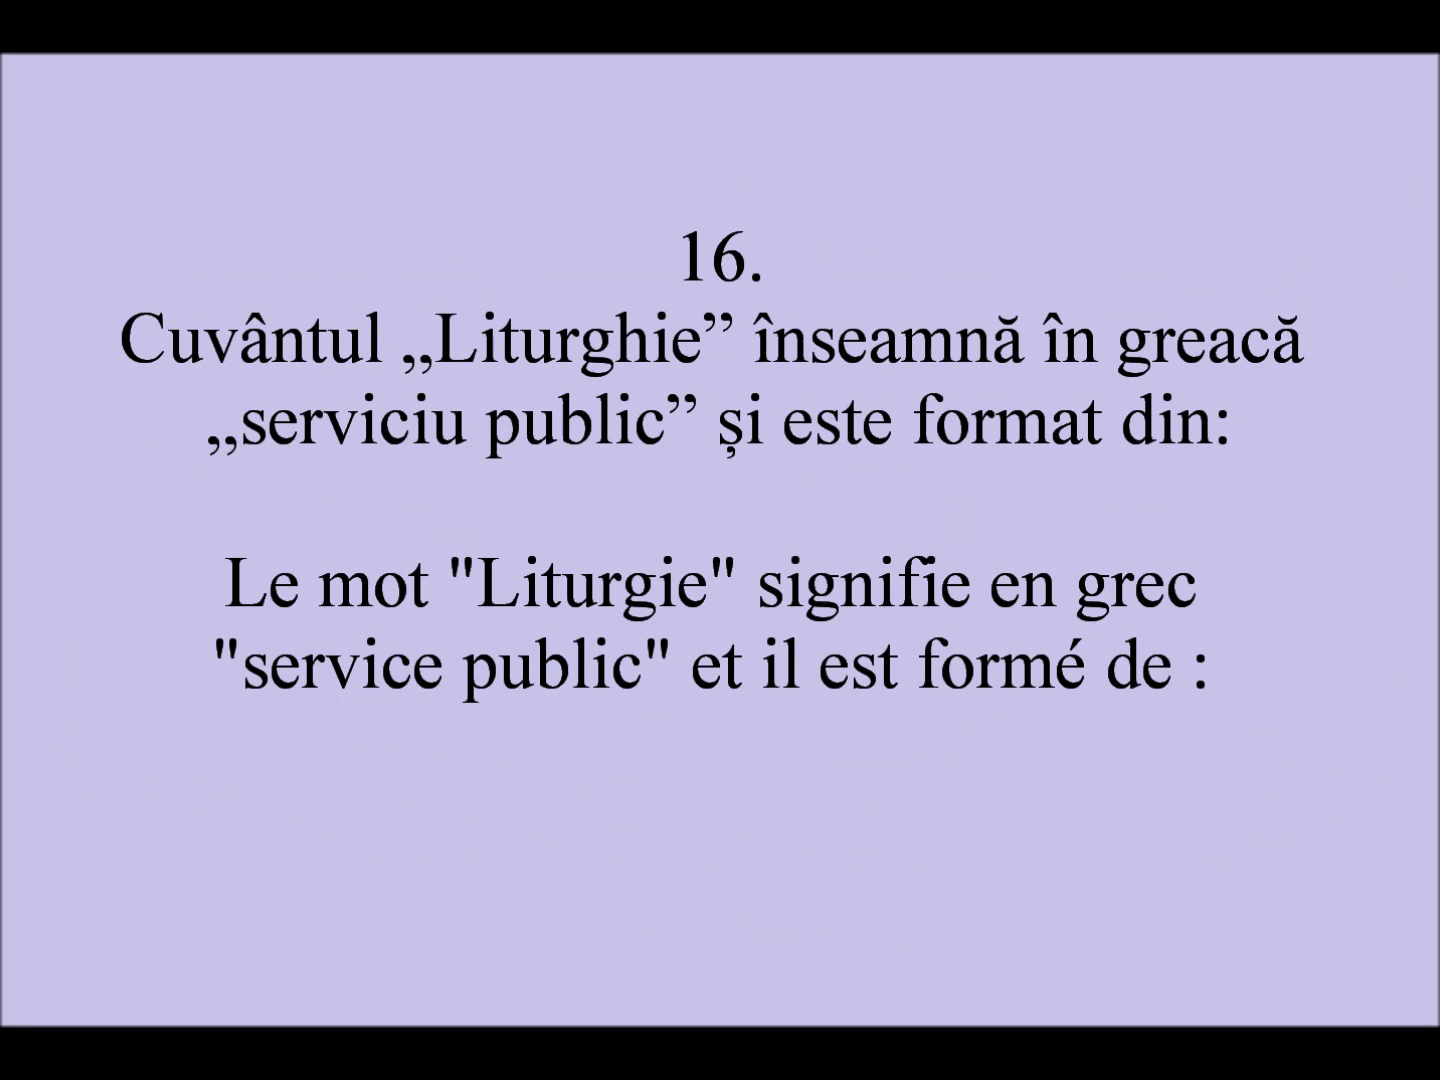 16.
Cuvântul „Liturghie” înseamnă în greacă
„serviciu public” și este format din:
Le mot "Liturgie" signifie en grec
"service public" et il est formé de :